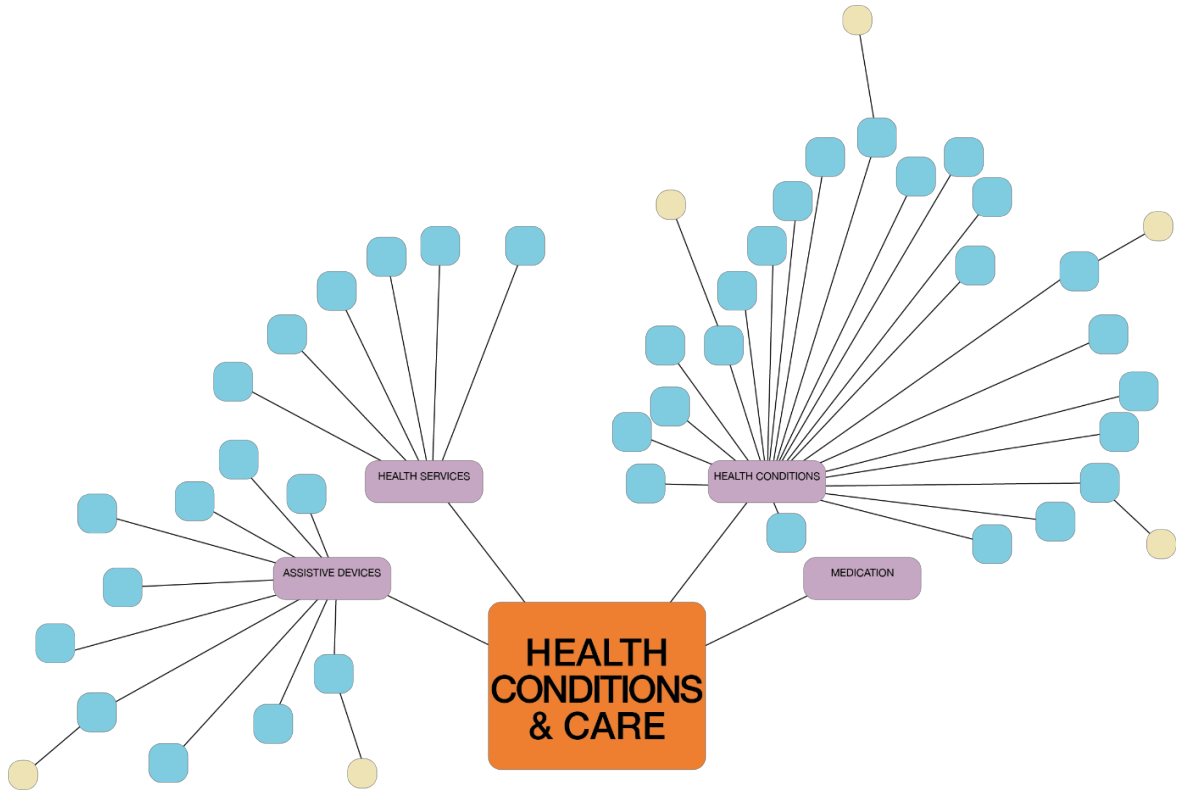 HEALTH SERVICES
HEALTH CONDITIONS
ASSISTIVE DEVICES
MEDICATION
HEALTH
CONDITIONS
& CARE